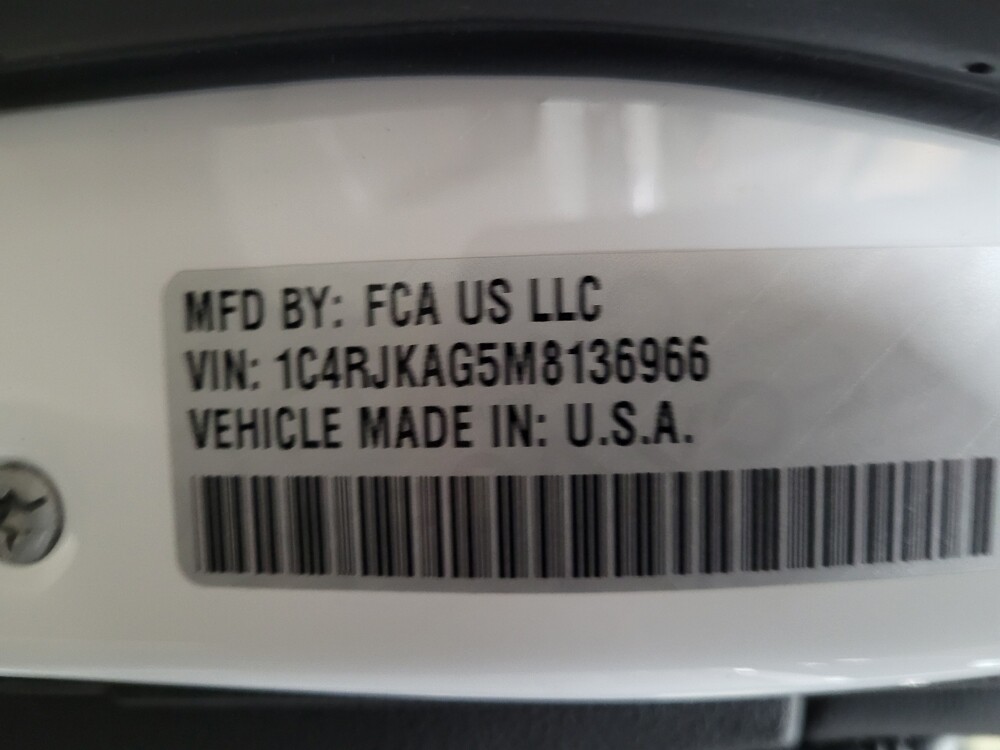 MFD BY: FCA US LLC
VIN: 1C4RJKAG5M8136966
VEHICLE MADE IN: U.S.A.